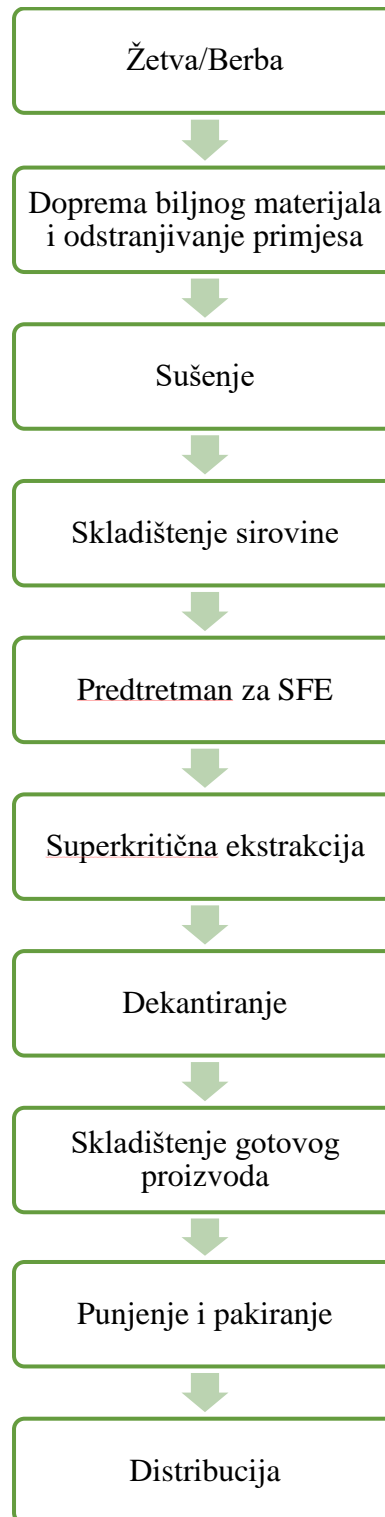 Žetva/Berba
Doprema biljnog materijala
i odstranjivanje primjesa
Sušenje
Skladištenje sirovine
Predtretman za SFE
Superkritična ekstrakcija
Dekantiranje
Skladištenje gotovog
proizvoda
Punjenje i pakiranje
Distribucija